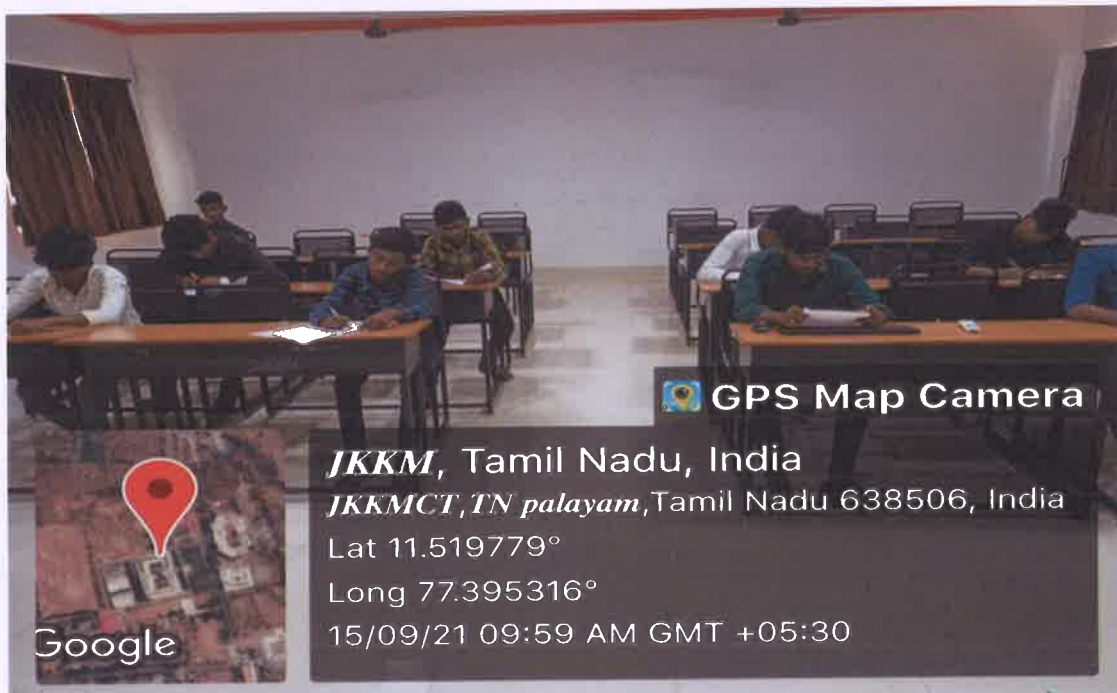 GPS Map Camera
JKKM, Tamil Nadu, India
JKKMCT,TN palayam,Tamil Nadu 638506, India
Lat 11.519779°
Long 77.395316°
15/09/21 09:59 AM GMT +05:30
Google